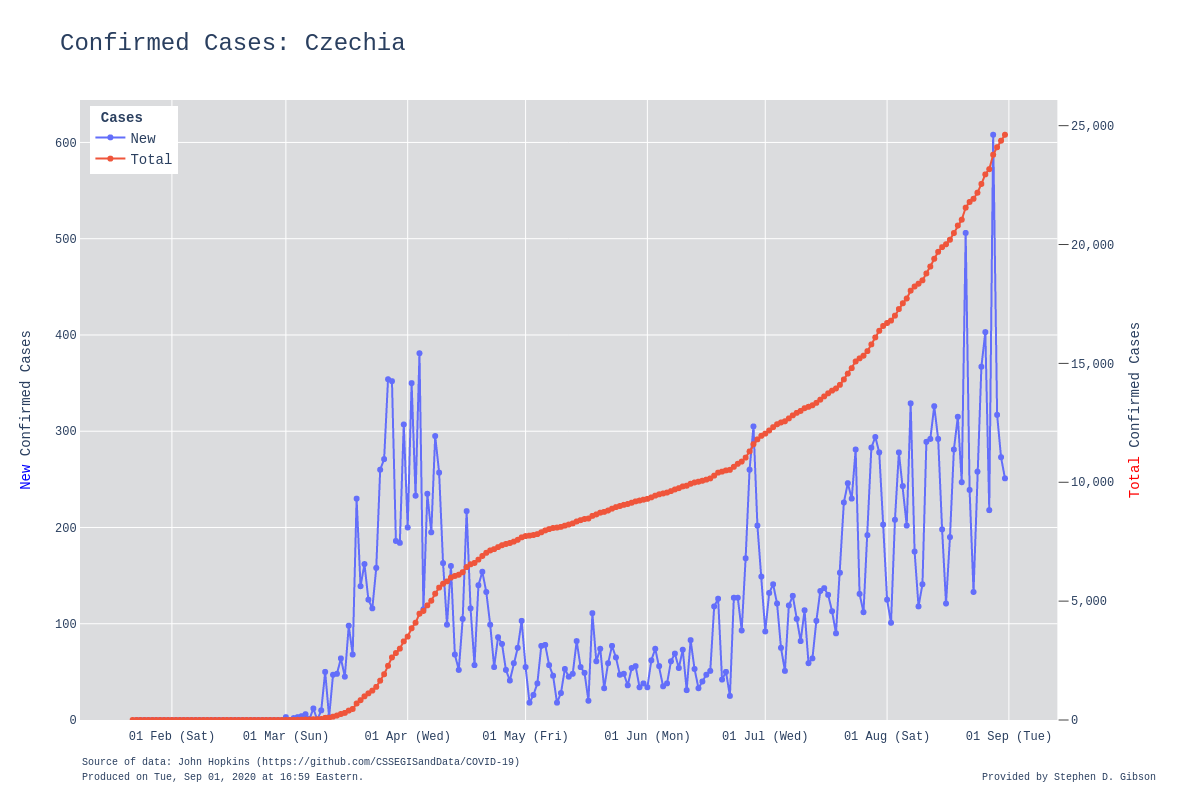 Confirmed Cases: Czechia
Cases
New
Total
600
500
400
300
200
100
0
25,000
20,000
15,000
10,000
5,000
0
New Confirmed Cases
Total Confirmed Cases
01 Feb (Sat) 01 Mar (Sun) 01 Apr (Wed) 01 May (Fri) 01 Jun (Mon) 01 Jul (Wed) 01 Aug (Sat) 01 Sep (Tue)
Source of data: John Hopkins (https://github.com/CSSEGISandData/COVID-19)
Produced on Tue, Sep 01, 2020 at 16:59 Eastern.
Provided by Stephen D. Gibson